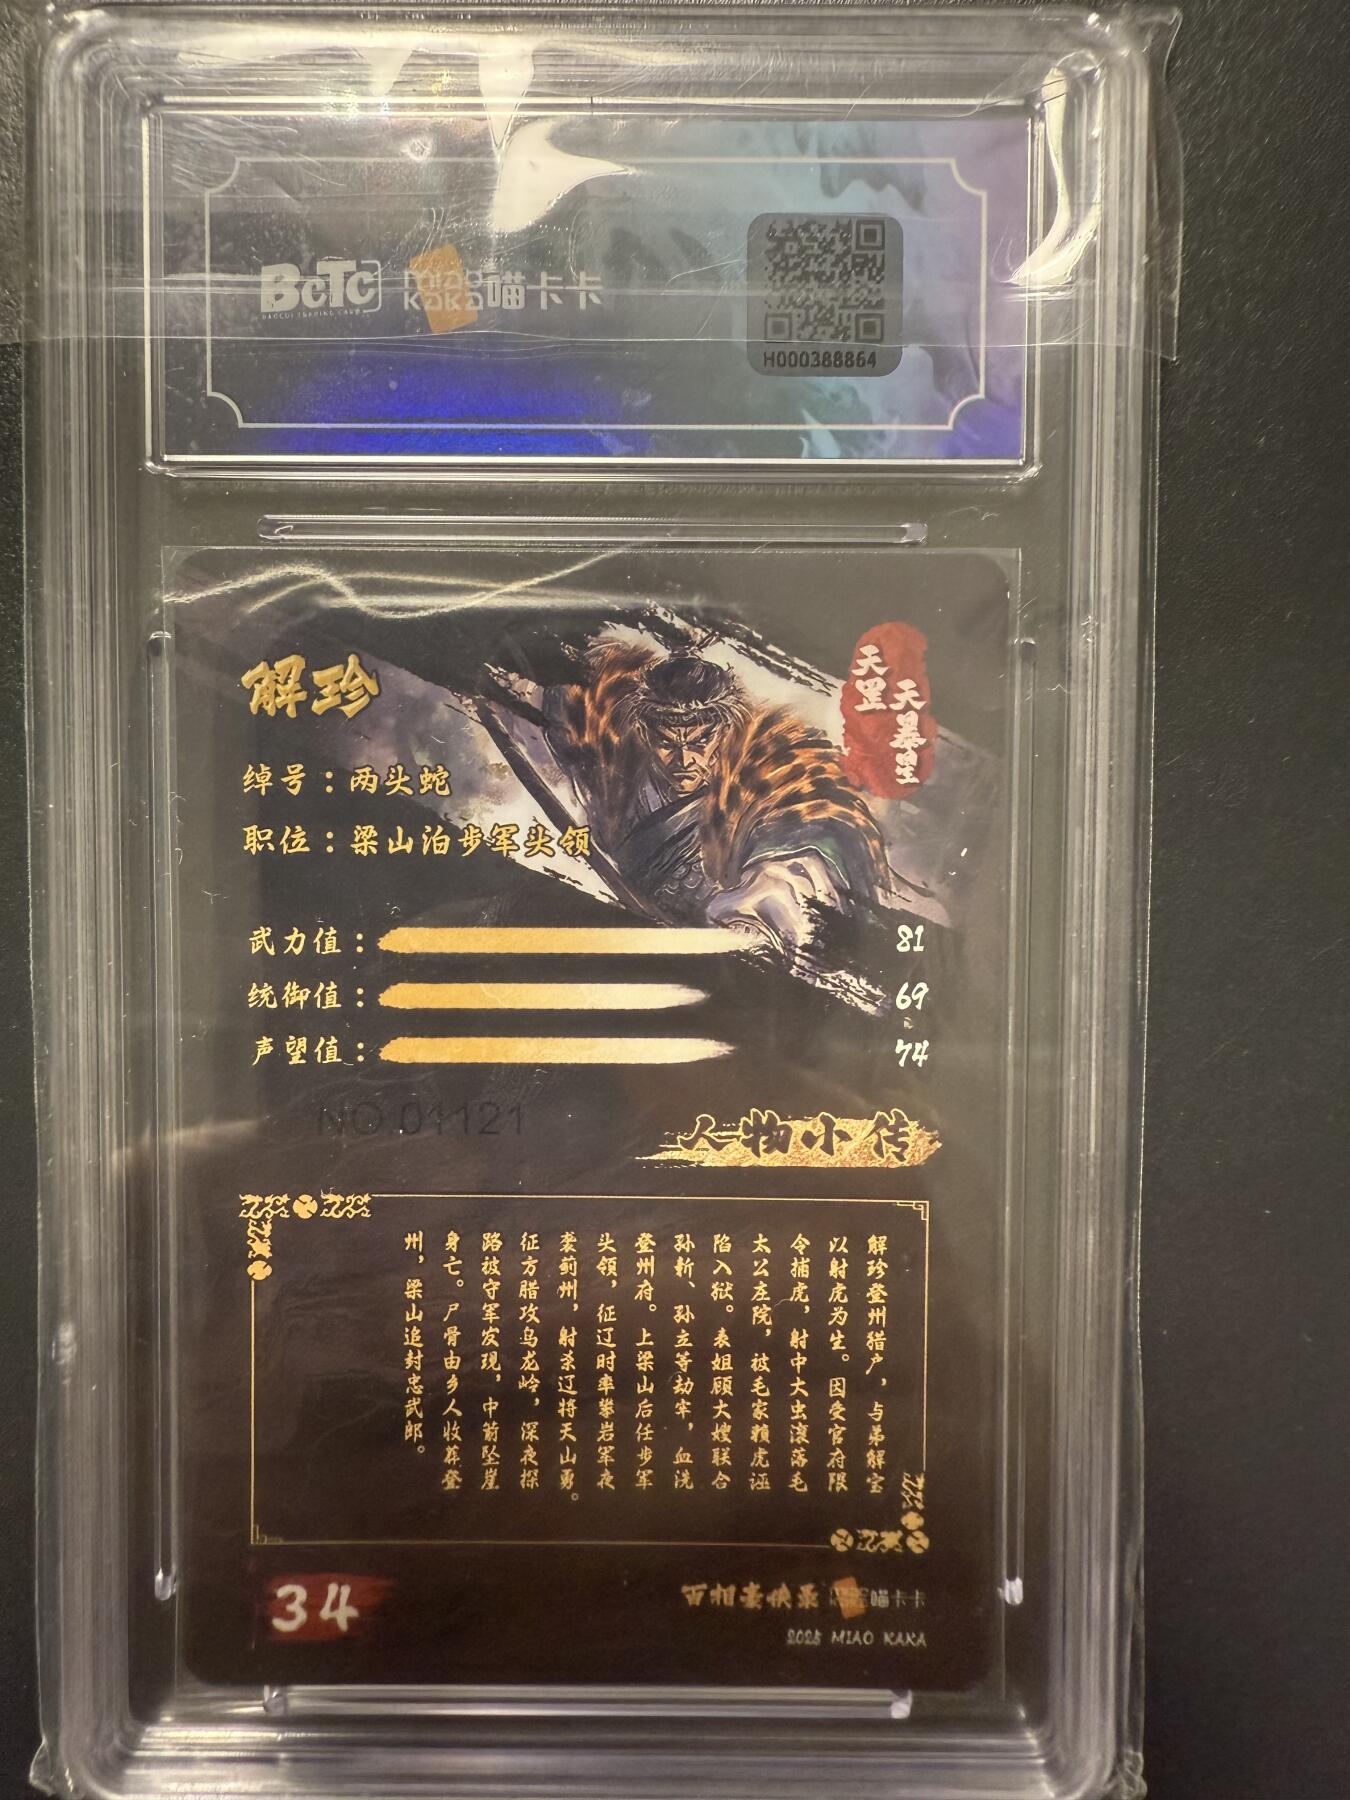 BcTc
miao kaka 喵卡卡
H000388864
解珍
天罡
天暴星
绰号：两头蛇
职位：梁山泊步军头领
武力值： 81
统御值： 69
声望值： 74
NO.01121
人物小传
解珍登州猎户，与弟解宝
以射虎为生。因受官府限
令捕虎，射中大虫滚落毛
太公庄院，被毛家赖虎诬
陷入狱。表姐顾大嫂联合
孙新、孙立等劫牢，血洗
登州府。上梁山后任步军
头领，征辽时率攀岩军夜
袭蓟州，射杀辽将天山勇。
征方腊攻乌龙岭，深夜探
路被守军发现，中箭坠崖
身亡。尸骨由乡人收葬登
州，梁山追封忠武郎。
34
百相豪侠录 喵卡卡
2025 MIAO KAKA